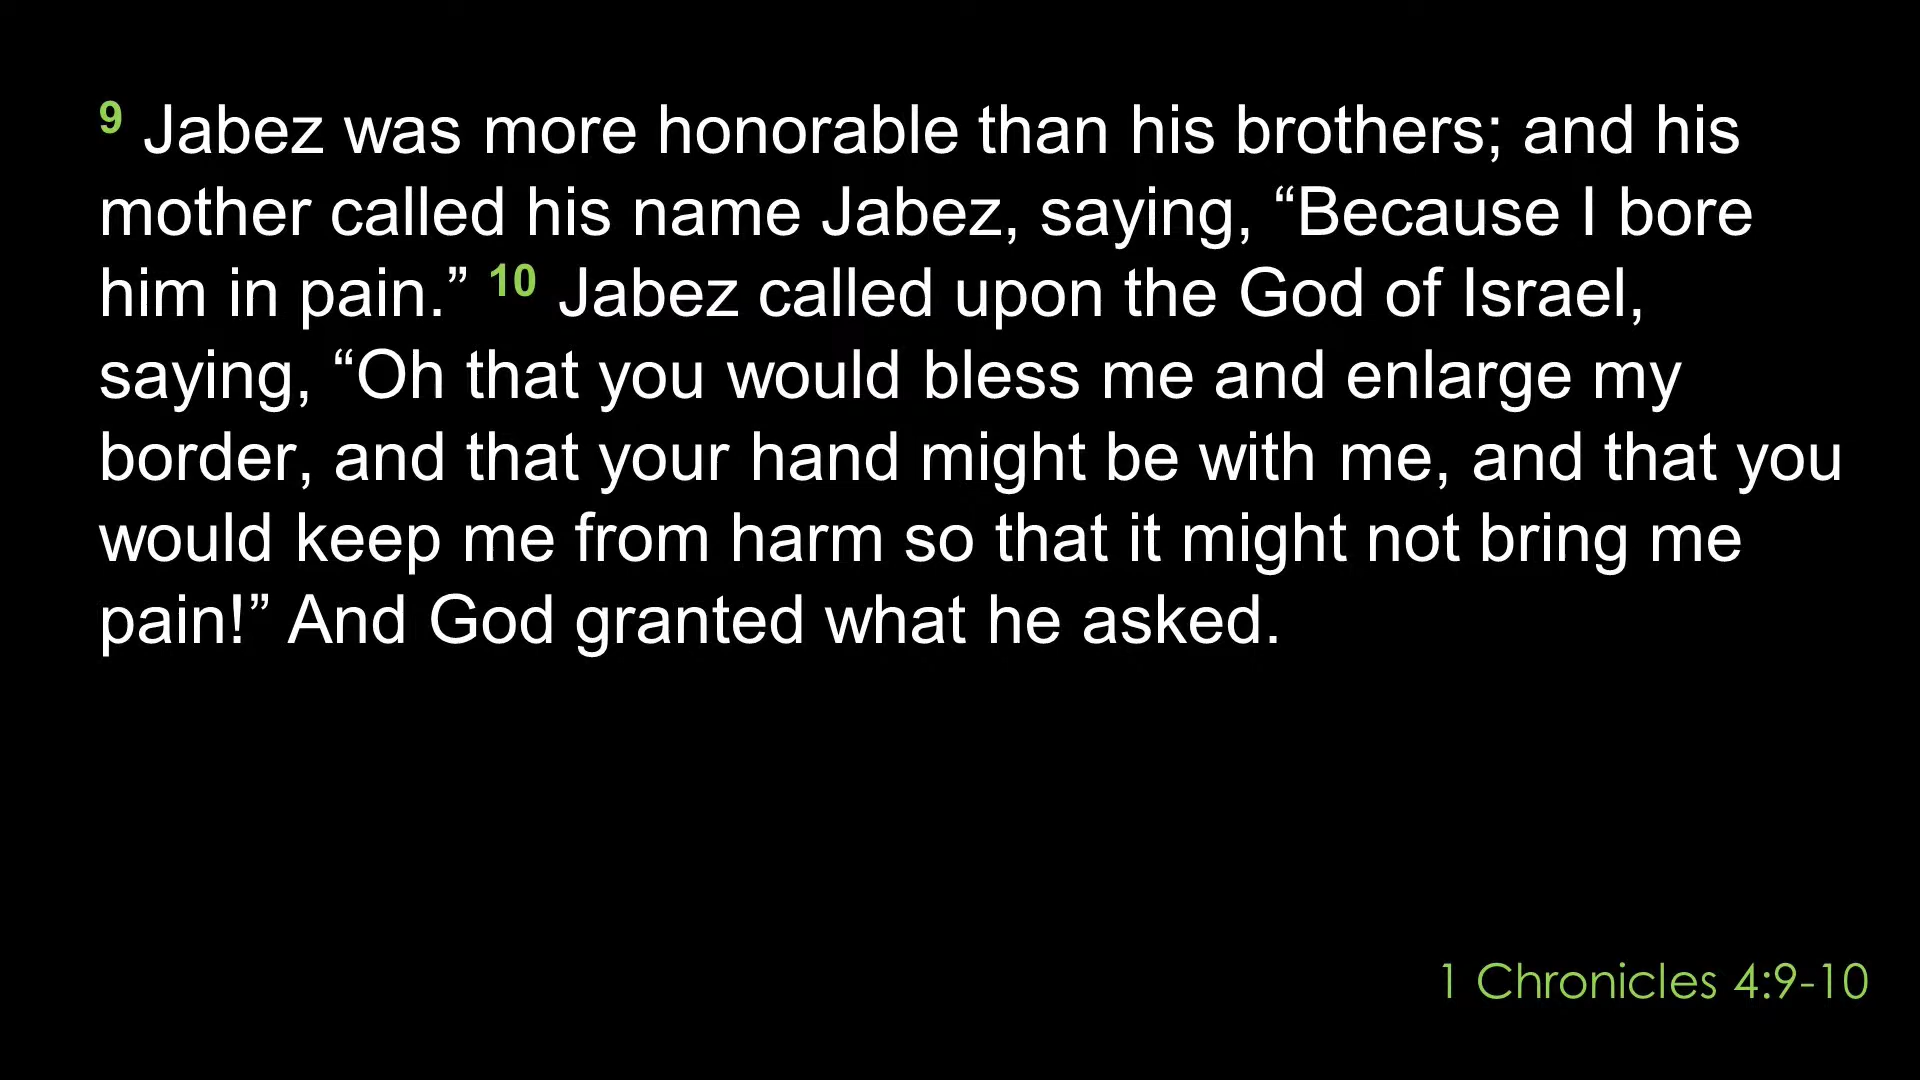 9 Jabez was more honorable than his brothers; and his
mother called his name Jabez, saying, “Because I bore
him in pain.” 10 Jabez called upon the God of Israel,
saying, “Oh that you would bless me and enlarge my
border, and that your hand might be with me, and that you
would keep me from harm so that it might not bring me
pain!” And God granted what he asked.
1 Chronicles 4:9-10